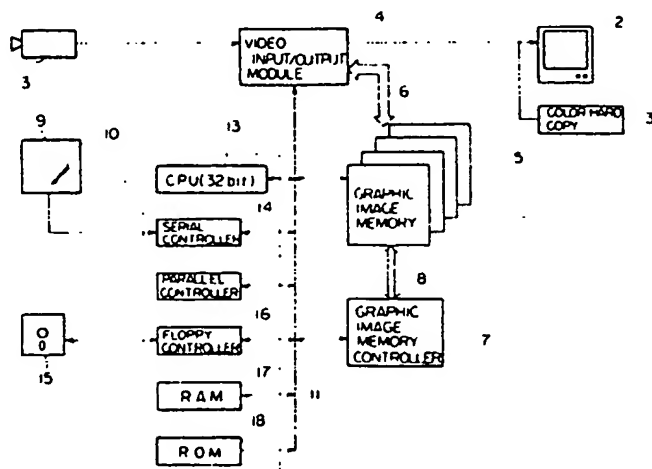 4
2
VIDEO
INPUT/OUTPUT
MODULE
3
6
9
10
13
COLOR HARD
COPY
3
5
CPU(32bit)
14
GRAPHIC
IMAGE
MEMORY
SERIAL
CONTROLLER
PARALLEL
CONTROLLER
8
16
GRAPHIC
IMAGE
MEMORY
CONTROLLER
7
FLOPPY
CONTROLLER
15
17
RAM
11
18
ROM